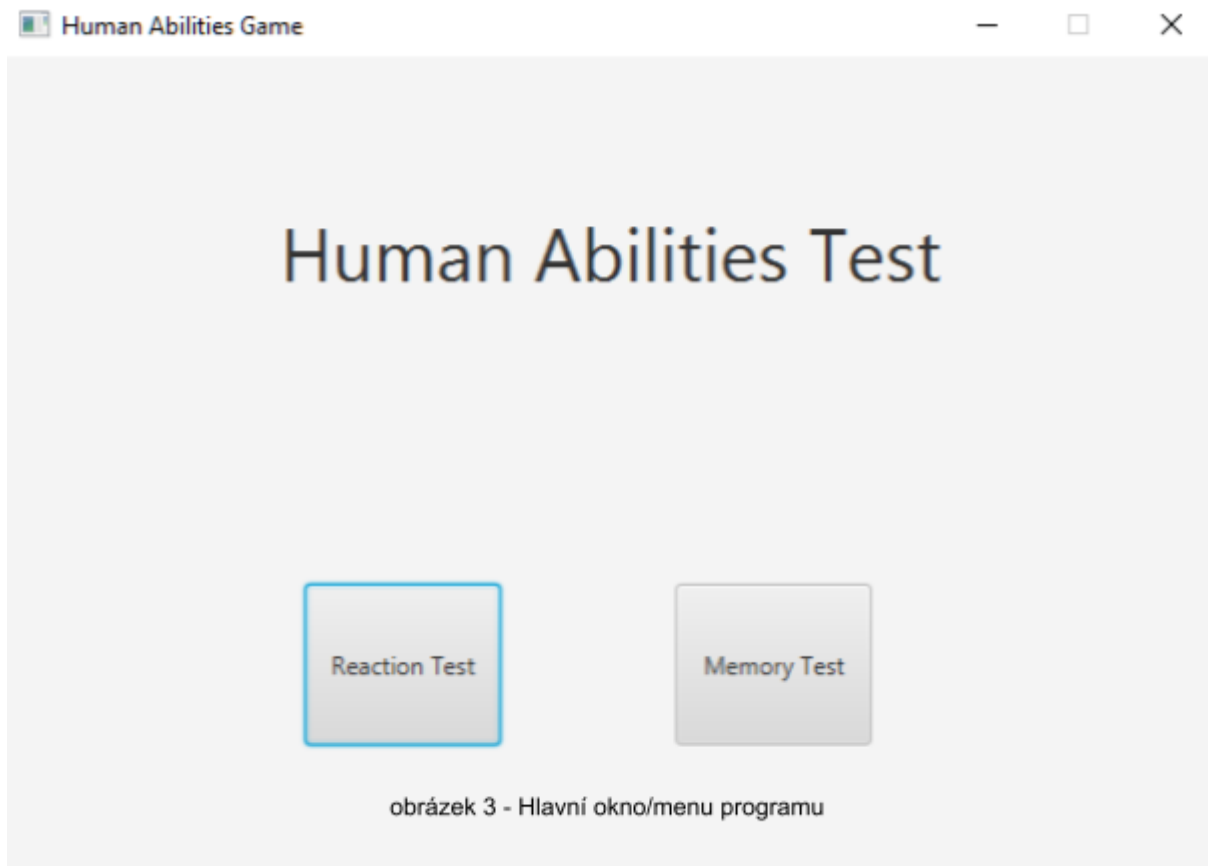 Human Abilities Game
Human Abilities Test
Reaction Test
Memory Test
obrázek 3 - Hlavní okno/menu programu